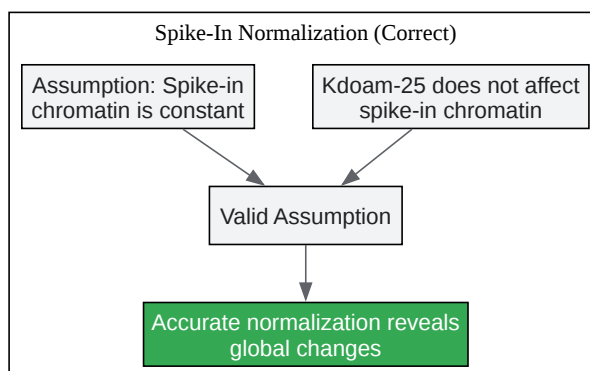 Spike-In Normalization (Correct)
Assumption: Spike-in
chromatin is constant
Kdoam-25 does not affect
spike-in chromatin
Valid Assumption
Accurate normalization reveals
global changes